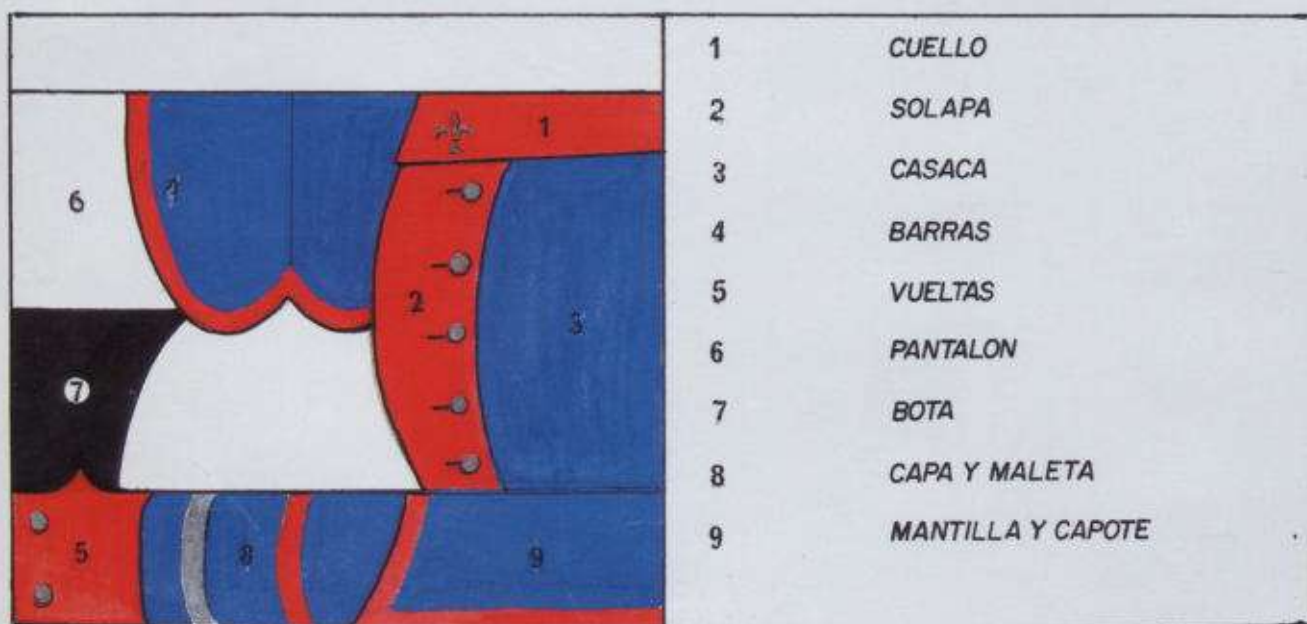 1 CUELLO
2 SOLAPA
3 CASACA
4 BARRAS
5 VUELTAS
6 PANTALON
7 BOTA
8 CAPA Y MALETA
9 MANTILLA Y CAPOTE
1
4
6
2
3
7
5
8
9